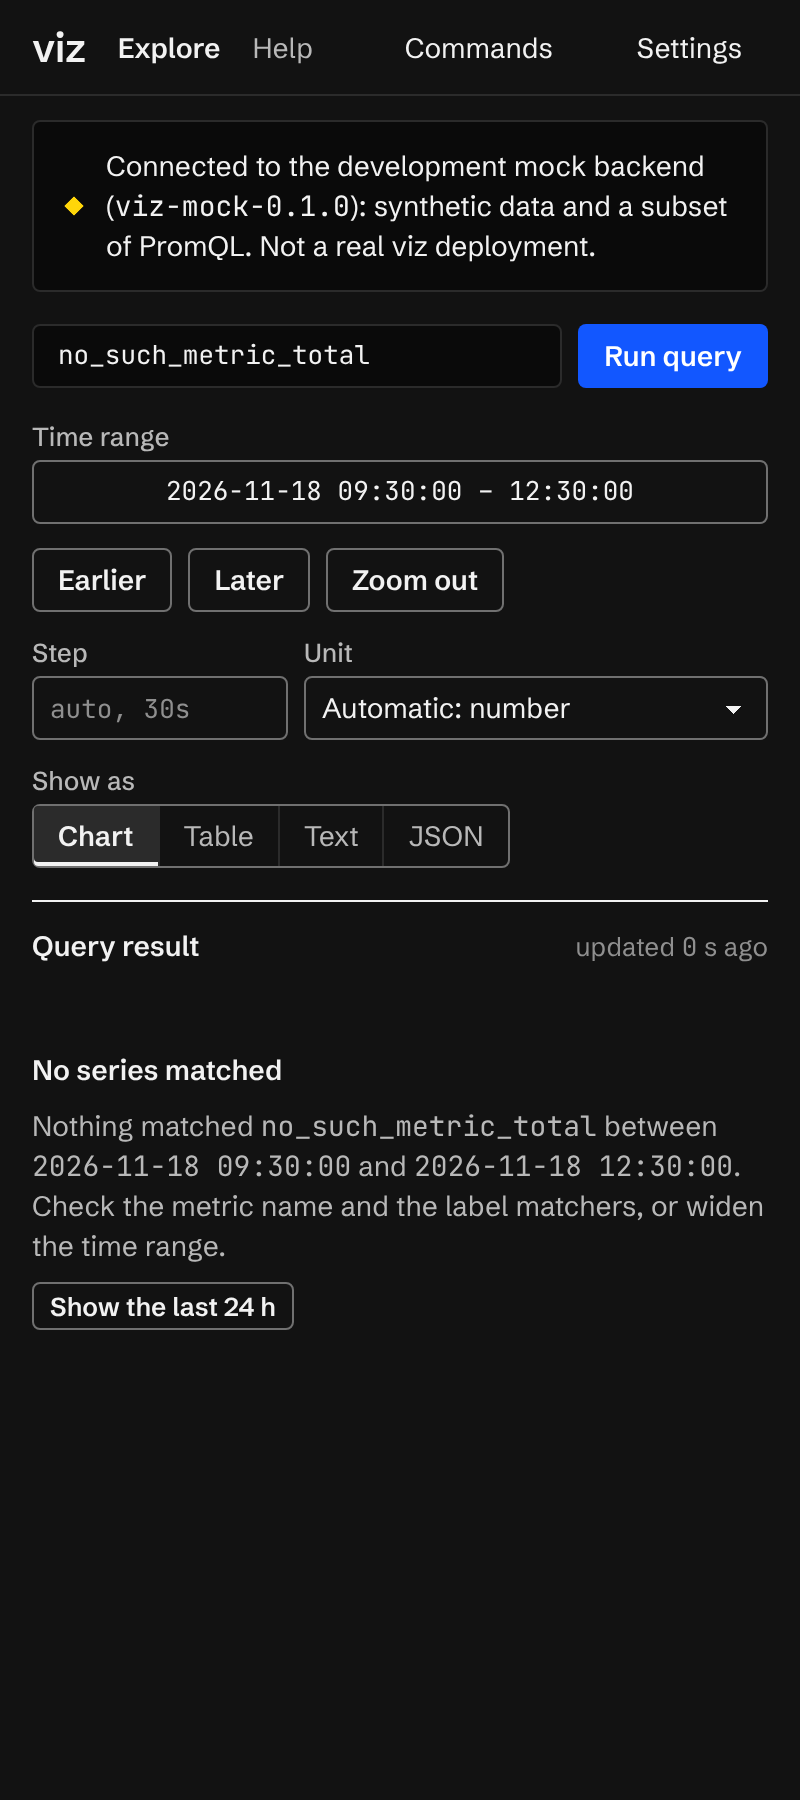 viz Explore Help Commands Settings
Connected to the development mock backend
(viz-mock-0.1.0): synthetic data and a subset
of PromQL. Not a real viz deployment.
no_such_metric_total Run query
Time range
2026-11-18 09:30:00 – 12:30:00
Earlier Later Zoom out
Step Unit
auto, 30s Automatic: number
Show as
Chart Table Text JSON
Query result updated 0 s ago
No series matched
Nothing matched no_such_metric_total between
2026-11-18 09:30:00 and 2026-11-18 12:30:00.
Check the metric name and the label matchers, or widen
the time range.
Show the last 24 h